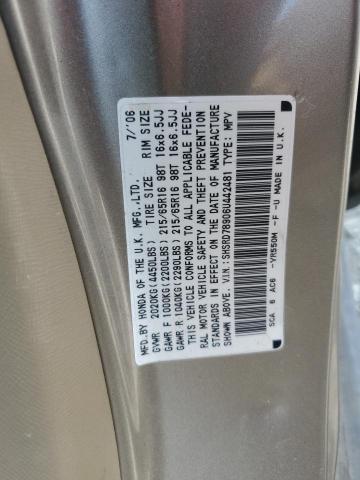 MFD.BY HONDA OF THE U.K. MFG.,LTD. 7/'06
GVWR 2020KG(4450LBS) TIRE SIZE RIM SIZE
GAWR F 1000KG(2200LBS) 215/65R16 98T 16x6.5JJ
GAWR R 1040KG(2290LBS) 215/65R16 98T 16x6.5JJ
THIS VEHICLE CONFORMS TO ALL APPLICABLE FEDE-
RAL MOTOR VEHICLE SAFETY AND THEFT PREVENTION
STANDARDS IN EFFECT ON THE DATE OF MANUFACTURE
SHOWN ABOVE. VIN:SHSRD78906U442481 TYPE: MPV
-YR550M -F -U MADE IN U.K.
SCA 6 AC6